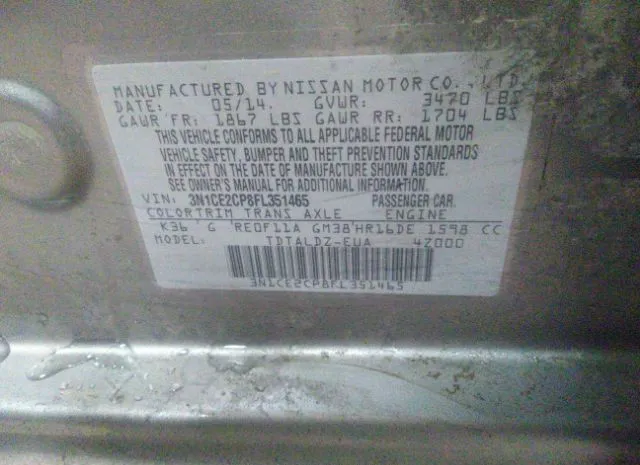 MANUFACTURED BY NISSAN MOTOR CO., LTD.
DATE: 05/14. GVWR: 3470 LBS
GAWR FR: 1867 LBS GAWR RR: 1704 LBS
THIS VEHICLE CONFORMS TO ALL APPLICABLE FEDERAL MOTOR
VEHICLE SAFETY, BUMPER AND THEFT PREVENTION STANDARDS
IN EFFECT ON THE DATE OF MANUFACTURE SHOWN ABOVE.
SEE OWNER'S MANUAL FOR ADDITIONAL INFORMATION.
VIN: 3N1CE2CP8FL351465 PASSENGER CAR.
COLOR TRIM TRANS AXLE ENGINE
K36 G RE0F11A GM38 HR16DE 1598 CC
MODEL: TDTALDZ-EUA 4Z000
3N1CE2CP8FL351465